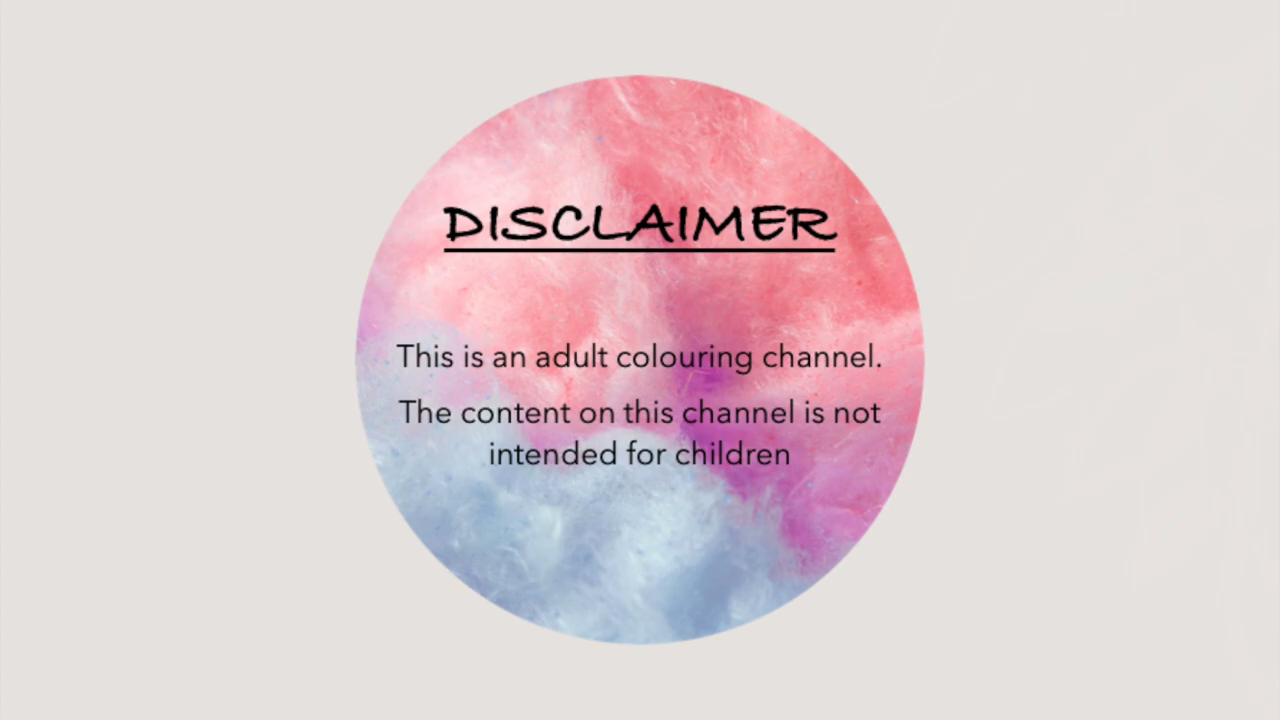 DISCLAIMER
This is an adult colouring channel.
The content on this channel is not
intended for children